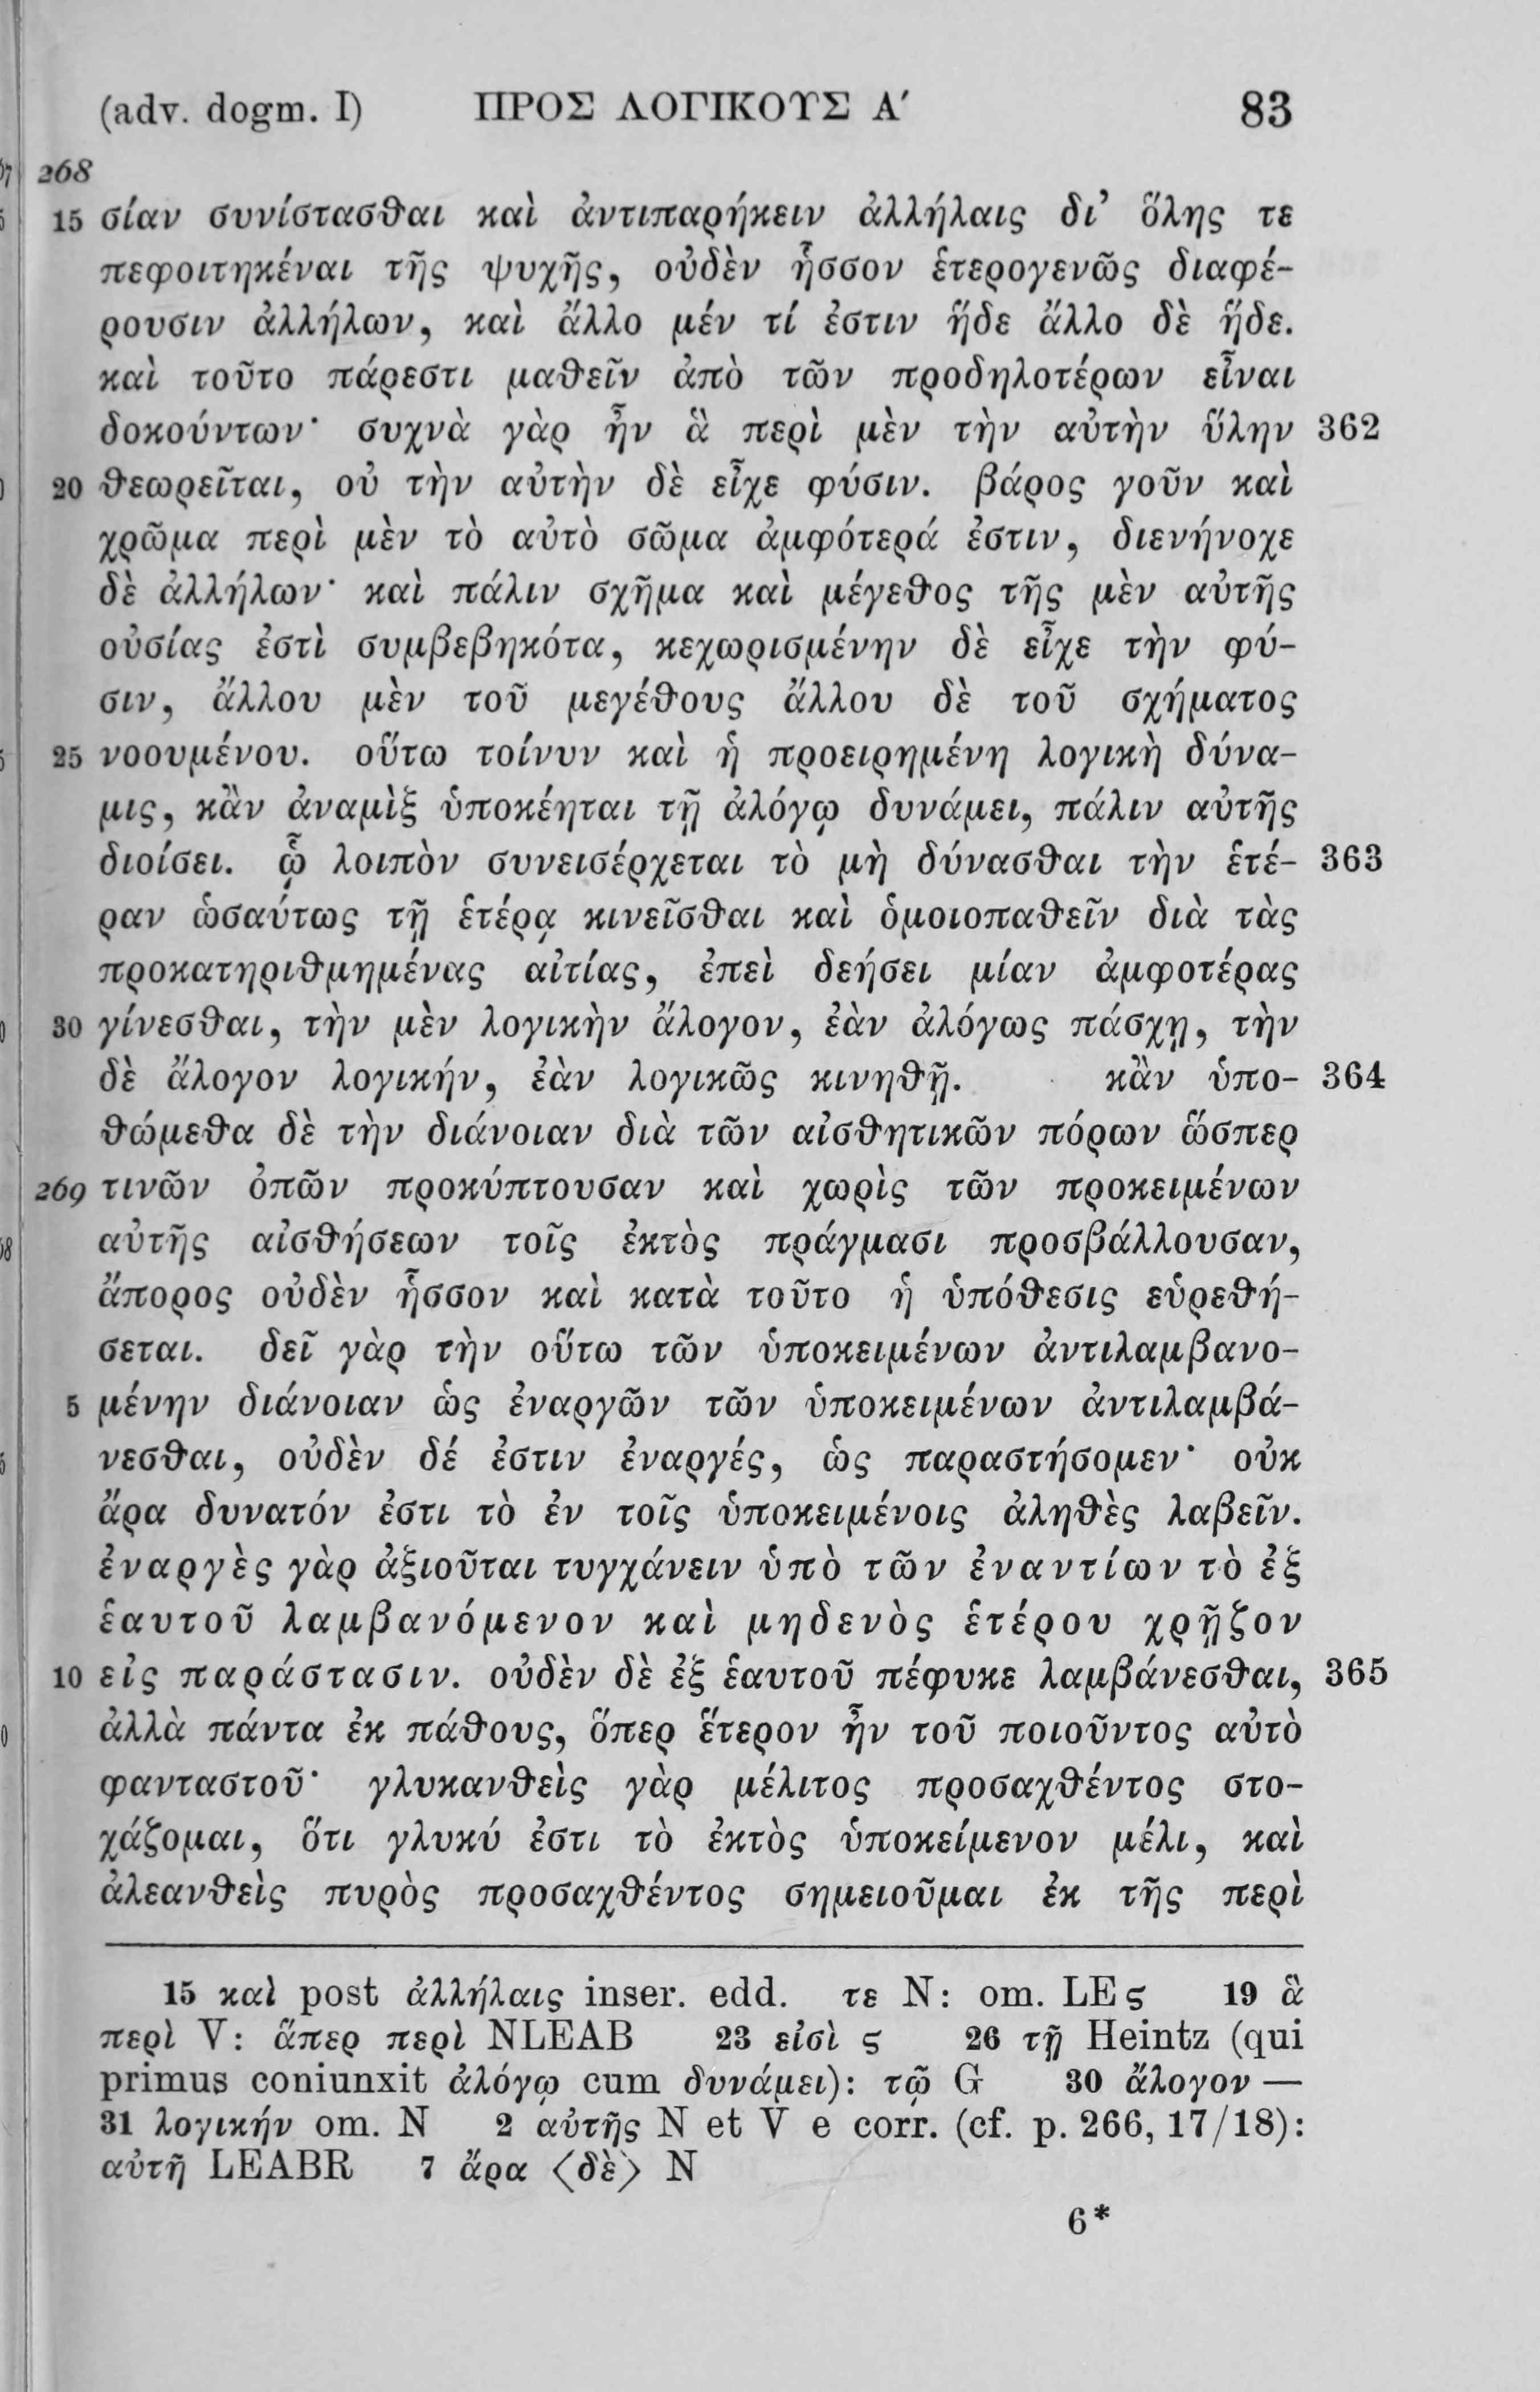 (adv. dogm. I) ΠΡΟΣ ΛΟΓΙΚΟΥΣ Α′ 83
268
15 σίαν συνίστασθαι καὶ ἀντιπαρήκειν ἀλλήλαις δι’ ὅλης τε
πεφοιτηκέναι τῆς ψυχῆς, οὐδὲν ἧσσον ἑτερογενῶς διαφέ-
ρουσιν ἀλλήλων, καὶ ἄλλο μέν τί ἐστιν ἥδε ἄλλο δὲ ἥδε.
καὶ τοῦτο πάρεστι μαθεῖν ἀπὸ τῶν προδηλοτέρων εἶναι
δοκούντων· συχνὰ γὰρ ἦν ἃ περὶ μὲν τὴν αὐτὴν ὕλην 362
20 θεωρεῖται, οὐ τὴν αὐτὴν δὲ εἶχε φύσιν. βάρος γοῦν καὶ
χρῶμα περὶ μὲν τὸ αὐτὸ σῶμα ἀμφότερά ἐστιν, διενήνοχε
δὲ ἀλλήλων· καὶ πάλιν σχῆμα καὶ μέγεθος τῆς μὲν αὐτῆς
οὐσίας ἐστὶ συμβεβηκότα, κεχωρισμένην δὲ εἶχε τὴν φύ-
σιν, ἄλλου μὲν τοῦ μεγέθους ἄλλου δὲ τοῦ σχήματος
25 νοουμένου. οὕτω τοίνυν καὶ ἡ προειρημένη λογικὴ δύνα-
μις, κἂν ἀναμὶξ ὑποκέηται τῇ ἀλόγῳ δυνάμει, πάλιν αὐτῆς
διοίσει. ᾧ λοιπὸν συνεισέρχεται τὸ μὴ δύνασθαι τὴν ἑτέ- 363
ραν ὡσαύτως τῇ ἑτέρᾳ κινεῖσθαι καὶ ὁμοιοπαθεῖν διὰ τὰς
προκατηριθμημένας αἰτίας, ἐπεὶ δεήσει μίαν ἀμφοτέρας
30 γίνεσθαι, τὴν μὲν λογικὴν ἄλογον, ἐὰν ἀλόγως πάσχῃ, τὴν
δὲ ἄλογον λογικήν, ἐὰν λογικῶς κινηθῇ. κἂν ὑπο- 364
θώμεθα δὲ τὴν διάνοιαν διὰ τῶν αἰσθητικῶν πόρων ὥσπερ
269 τινῶν ὀπῶν προκύπτουσαν καὶ χωρὶς τῶν προκειμένων
αὐτῆς αἰσθήσεων τοῖς ἐκτὸς πράγμασι προσβάλλουσαν,
ἄπορος οὐδὲν ἧσσον καὶ κατὰ τοῦτο ἡ ὑπόθεσις εὑρεθή-
σεται. δεῖ γὰρ τὴν οὕτω τῶν ὑποκειμένων ἀντιλαμβανο-
5 μένην διάνοιαν ὡς ἐναργῶν τῶν ὑποκειμένων ἀντιλαμβά-
νεσθαι, οὐδὲν δέ ἐστιν ἐναργές, ὡς παραστήσομεν· οὐκ
ἄρα δυνατόν ἐστι τὸ ἐν τοῖς ὑποκειμένοις ἀληθὲς λαβεῖν.
ἐναργὲς γὰρ ἀξιοῦται τυγχάνειν ὑπὸ τῶν ἐναντίων τὸ ἐξ
ἑαυτοῦ λαμβανόμενον καὶ μηδενὸς ἑτέρου χρῇζον
10 εἰς παράστασιν. οὐδὲν δὲ ἐξ ἑαυτοῦ πέφυκε λαμβάνεσθαι, 365
ἀλλὰ πάντα ἐκ πάθους, ὅπερ ἕτερον ἦν τοῦ ποιοῦντος αὐτὸ
φανταστοῦ· γλυκανθεὶς γὰρ μέλιτος προσαχθέντος στο-
χάζομαι, ὅτι γλυκύ ἐστι τὸ ἐκτὸς ὑποκείμενον μέλι, καὶ
ἀλεανθεὶς πυρὸς προσαχθέντος σημειοῦμαι ἐκ τῆς περὶ
15 καὶ post ἀλλήλαις inser. edd. τε N: om. LEς 19 ἃ
περὶ V: ἅπερ περὶ NLEAB 23 εἰσὶ ς 26 τῇ Heintz (qui
primus coniunxit ἀλόγῳ cum δυνάμει): τῷ G 30 ἄλογον —
31 λογικήν om. N 2 αὐτῆς N et V e corr. (cf. p. 266, 17/18):
αὐτῇ LEABR 7 ἄρα ⟨δὲ⟩ N
6*